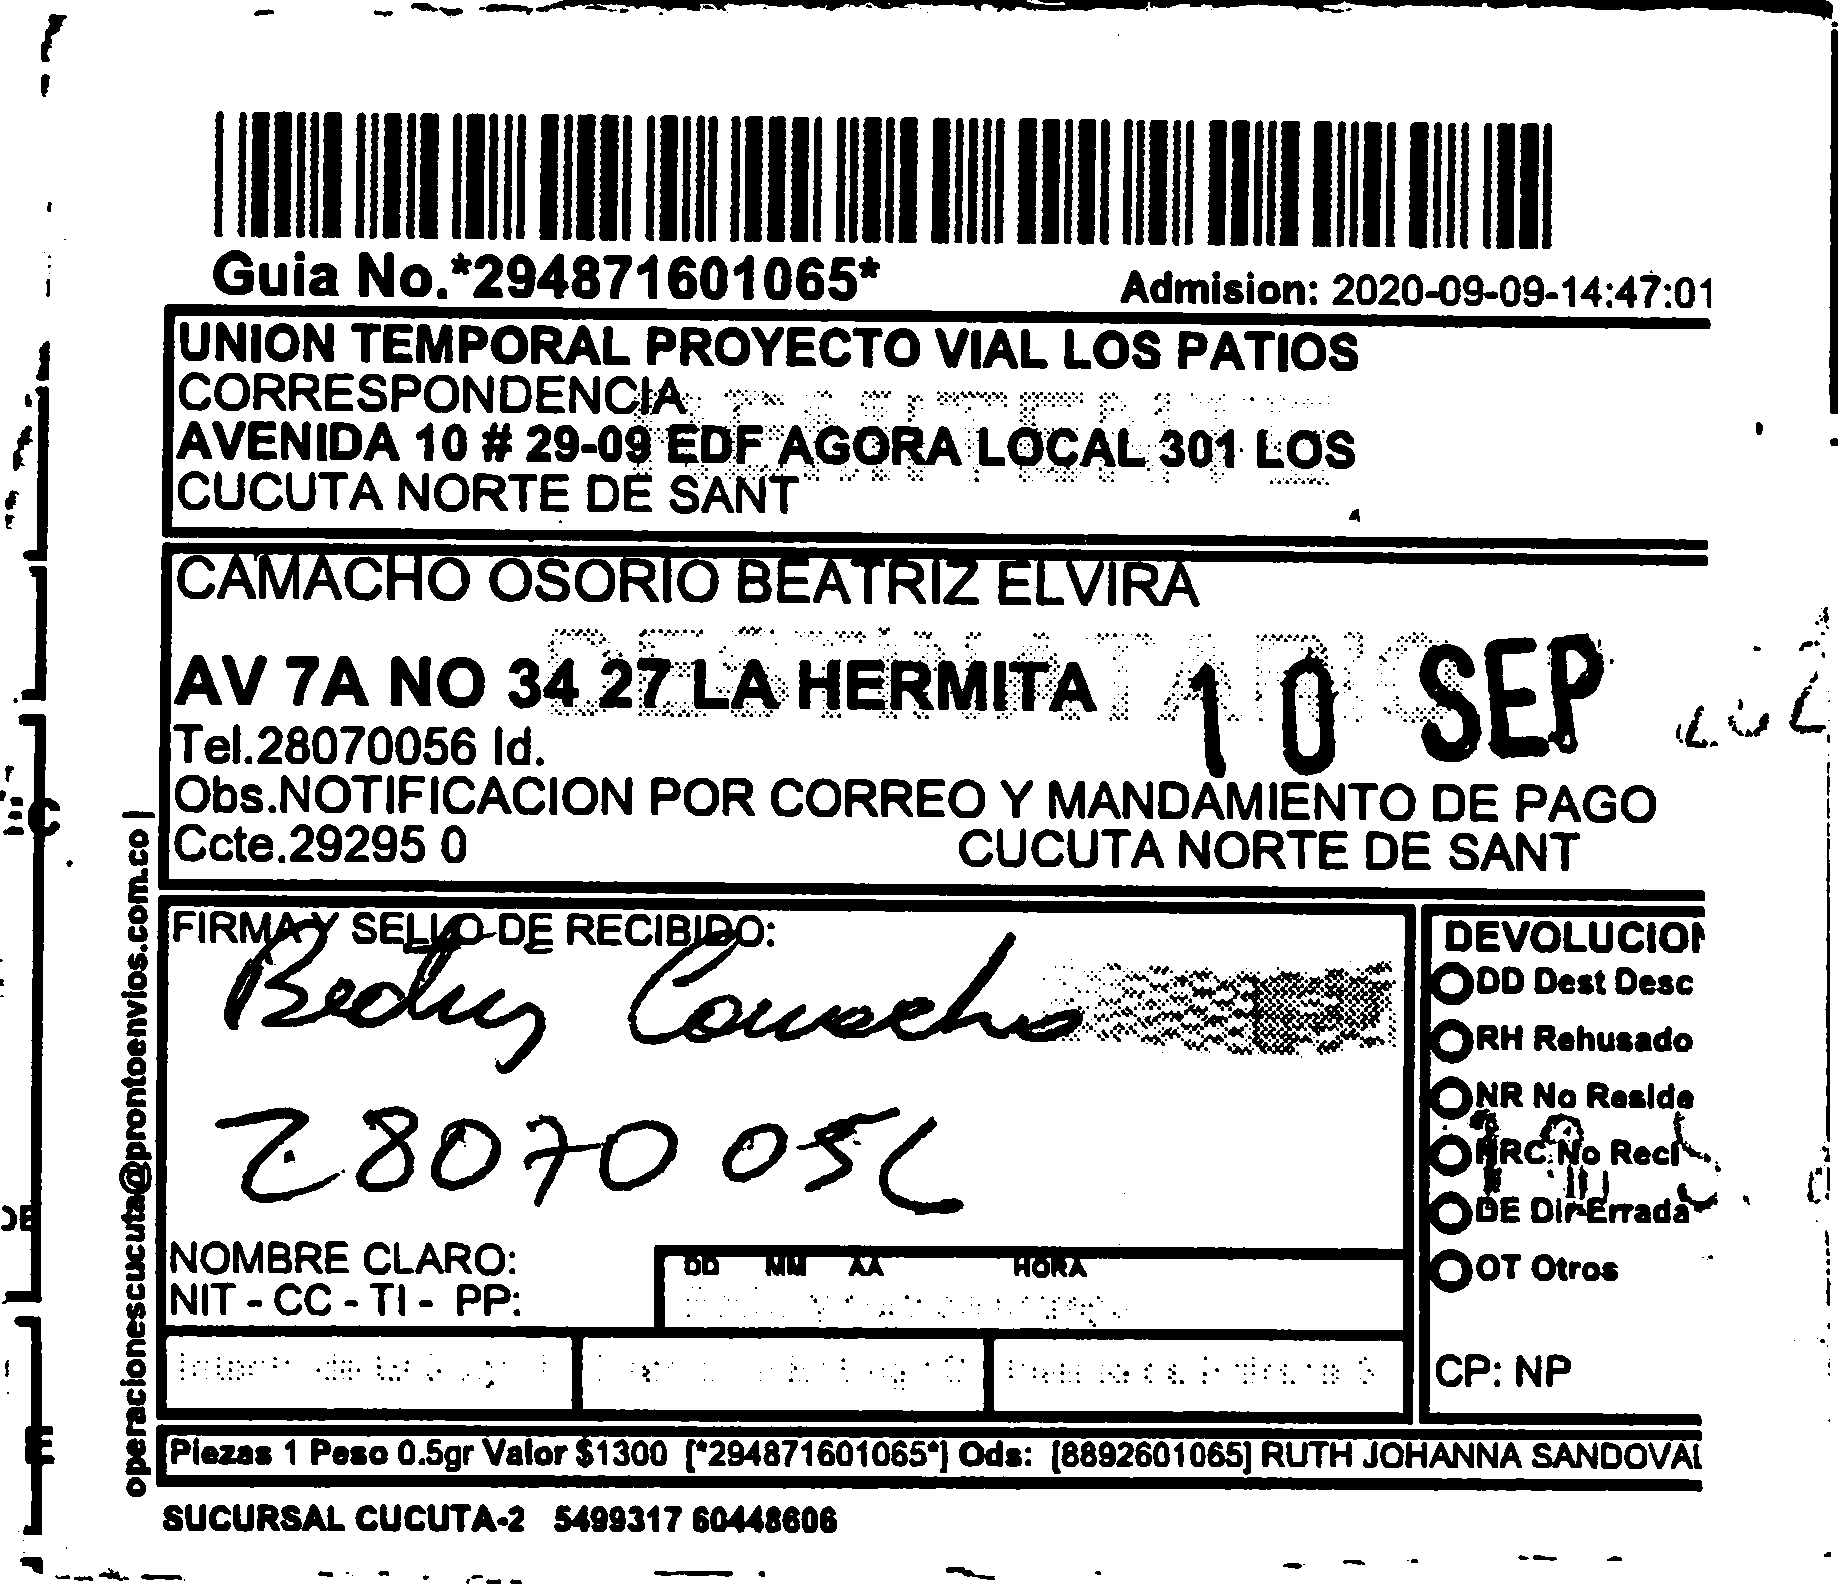 Guia No.*294871601065*
Admision: 2020-09-09-14:47:01
UNION TEMPORAL PROYECTO VIAL LOS PATIOS
CORRESPONDENCIA
AVENIDA 10 # 29-09 EDF AGORA LOCAL 301 LOS
CUCUTA NORTE DE SANT
CAMACHO OSORIO BEATRIZ ELVIRA
DESTINATARIO
AV 7A NO 34 27 LA HERMITA
10 SEP
Tel.28070056 Id.
Obs.NOTIFICACION POR CORREO Y MANDAMIENTO DE PAGO
Ccte.29295 0
CUCUTA NORTE DE SANT
operacionescucuta@prontoenvios.com.co |
FIRMA Y SELLO DE RECIBIDO:
Camacho
2807005
NOMBRE CLARO:
NIT - CC - TI - PP:
DD MM AA HORA
DEVOLUCION
DD Dest Desc
RH Rehusado
NR No Reside
NRC No Reci
DE Dir Errada
OT Otros
CP: NP
Piezas 1 Peso 0.5gr Valor $1300 [*294871601065*] Ods: [8892601065] RUTH JOHANNA SANDOVAL
SUCURSAL CUCUTA-2 5499317 60448606